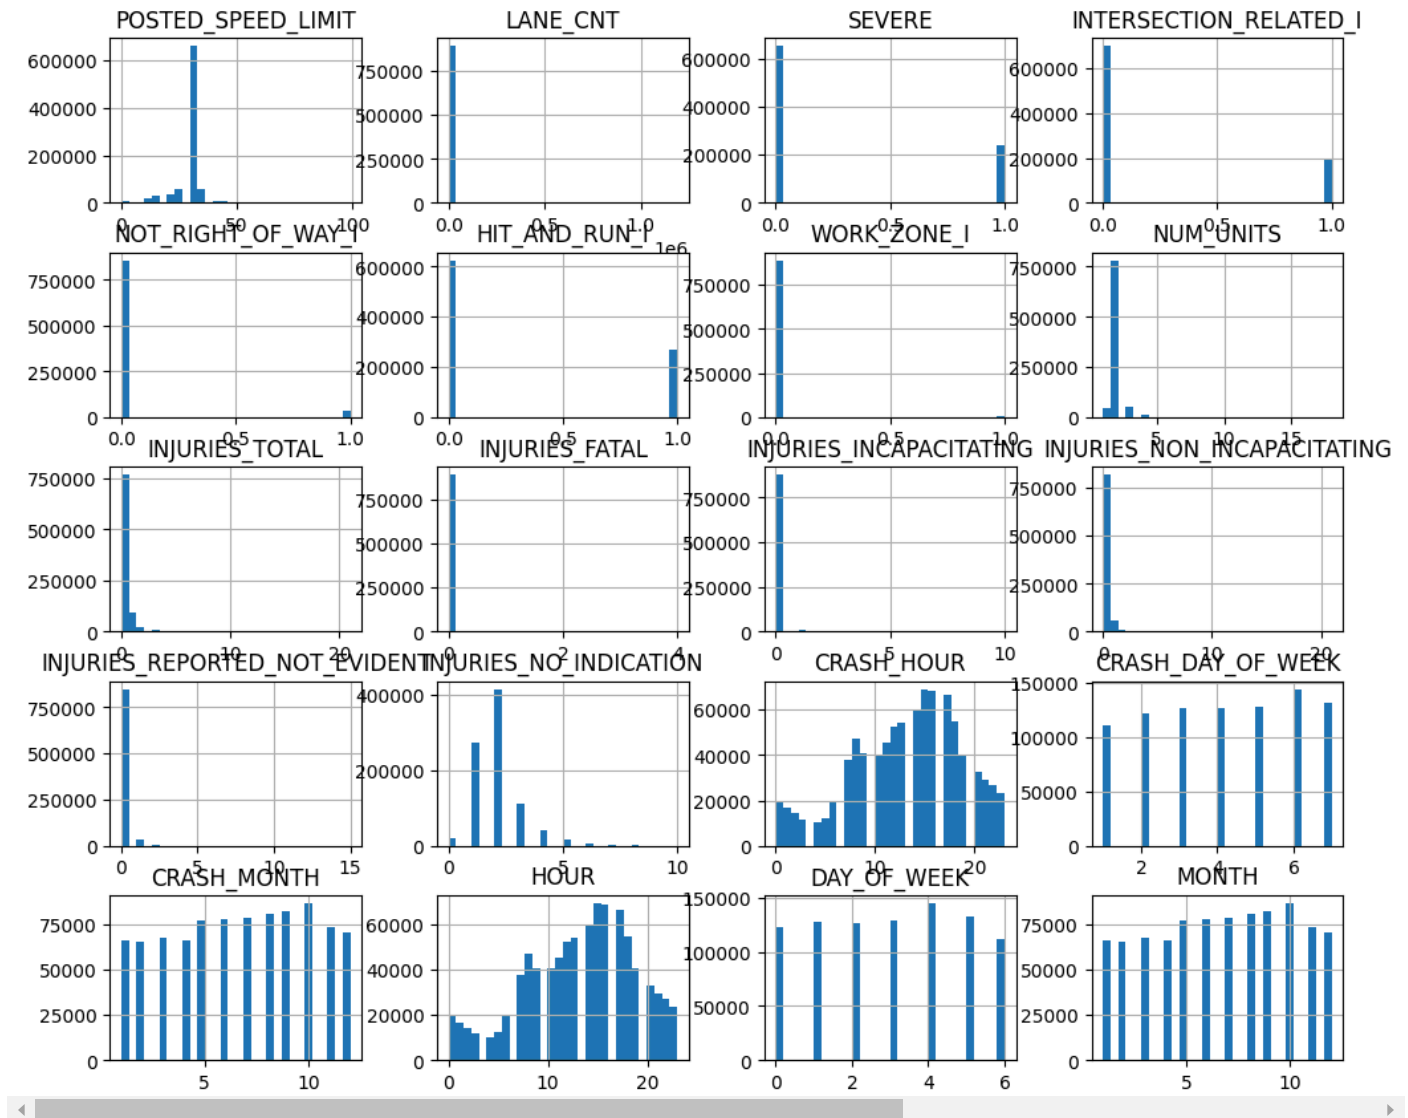 POSTED_SPEED_LIMIT LANE_CNT SEVERE INTERSECTION_RELATED_I
600000 750000 600000 600000
400000 500000 400000 400000
200000 250000 200000 200000
0 0 0 0
0 50 100 0.0 0.5 1.0 0.0 0.5 1.0 0.0 0.5 1.0
1e6
NOT_RIGHT_OF_WAY_I HIT_AND_RUN_I WORK_ZONE_I NUM_UNITS
750000 600000 750000 750000
500000 400000 500000 500000
250000 200000 250000 250000
0 0 0 0
0.0 0.5 1.0 0.0 0.5 1.0 0.0 0.5 1.0 5 10 15
INJURIES_TOTAL INJURIES_FATAL INJURIES_INCAPACITATING INJURIES_NON_INCAPACITATING
750000 750000 750000 750000
500000 500000 500000 500000
250000 250000 250000 250000
0 0 0 0
0 10 20 0 2 4 0 5 10 0 10 20
INJURIES_REPORTED_NOT_EVIDENT INJURIES_NO_INDICATION CRASH_HOUR CRASH_DAY_OF_WEEK
750000 400000 60000 150000
500000 200000 40000 100000
250000 0 20000 50000
0 0 0
0 5 10 15 0 5 10 0 10 20 2 4 6
CRASH_MONTH HOUR DAY_OF_WEEK MONTH
75000 60000 150000 75000
50000 40000 100000 50000
25000 20000 50000 25000
0 0 0 0
5 10 0 10 20 0 2 4 6 5 10